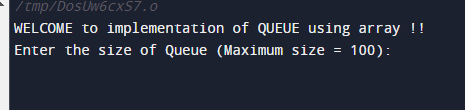 /tmp/DosUw6cxS7.o
WELCOME to implementation of QUEUE using array !!
Enter the size of Queue (Maximum size = 100):